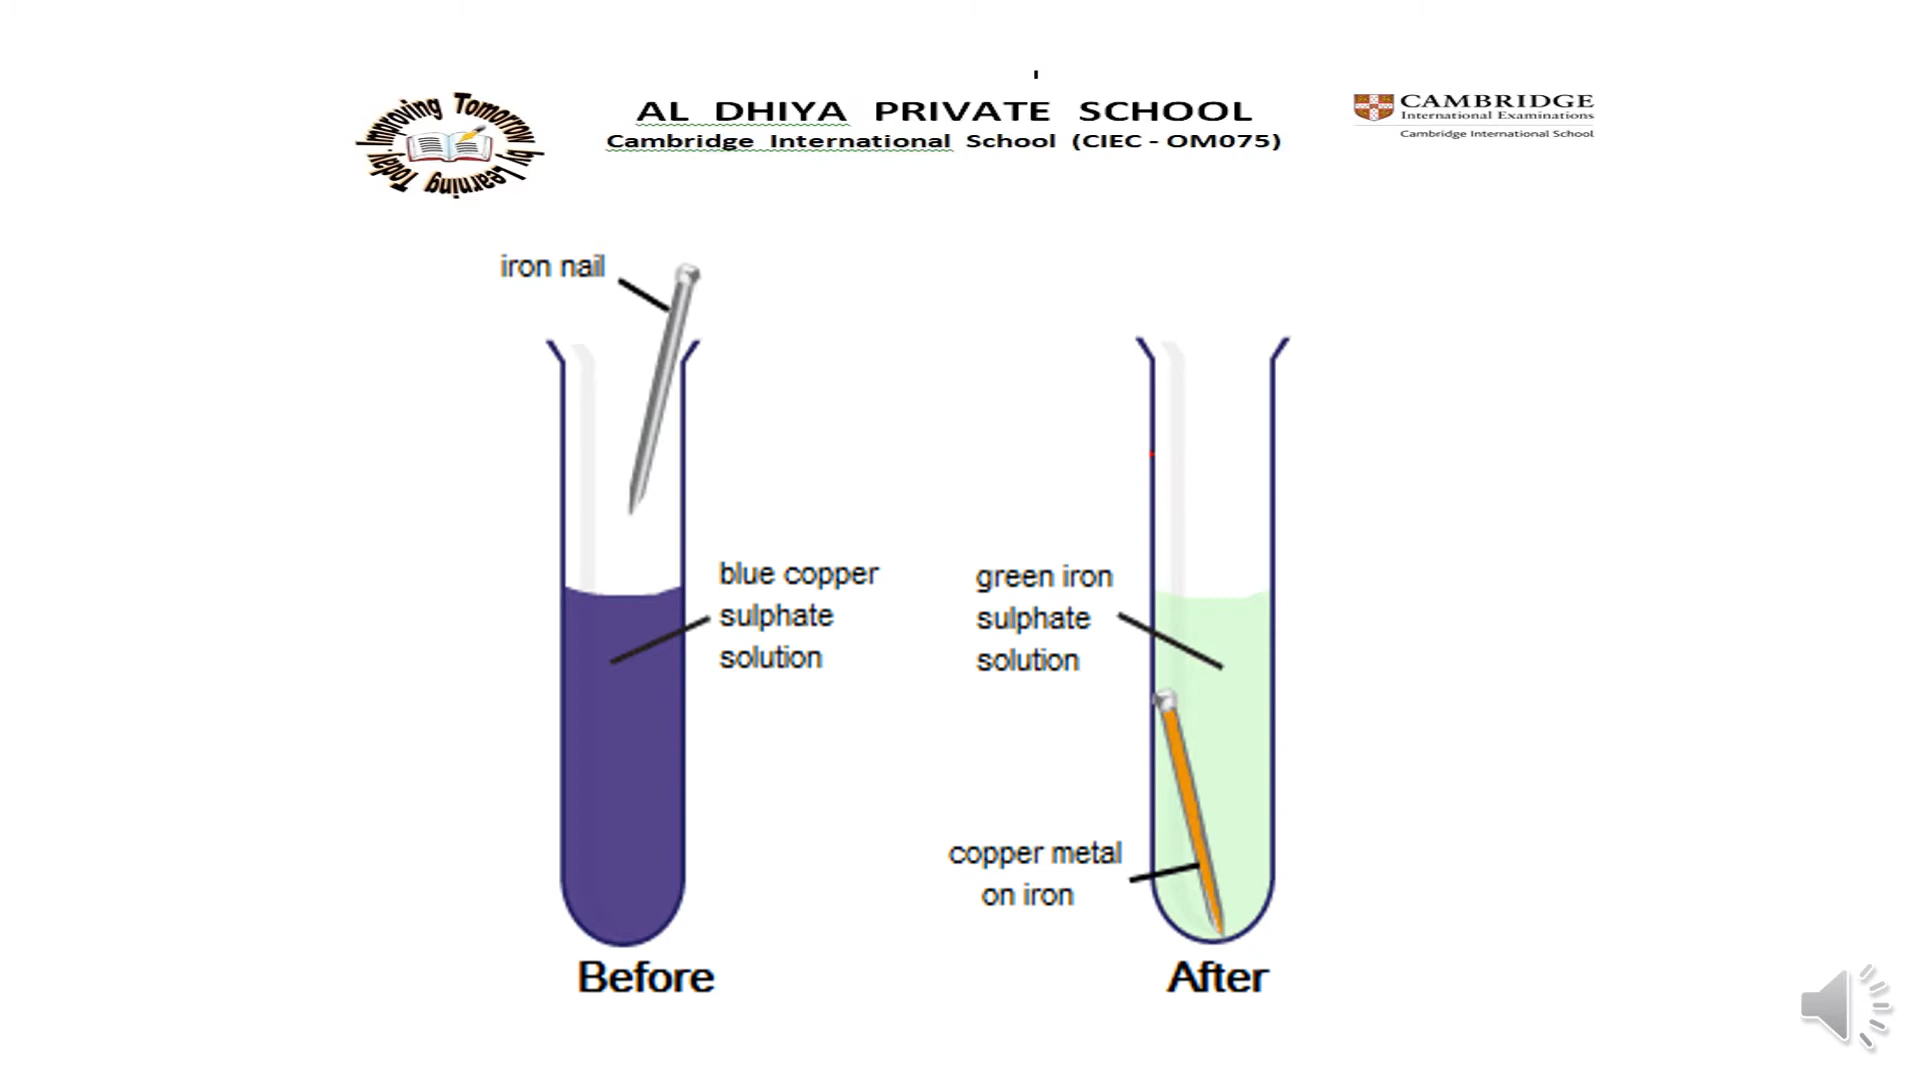 Improving Tomorrow by Learning Today
AL DHIYA PRIVATE SCHOOL
Cambridge International School (CIEC - OM075)
CAMBRIDGE
International Examinations
Cambridge International School
iron nail
blue copper
sulphate
solution
green iron
sulphate
solution
copper metal
on iron
Before
After